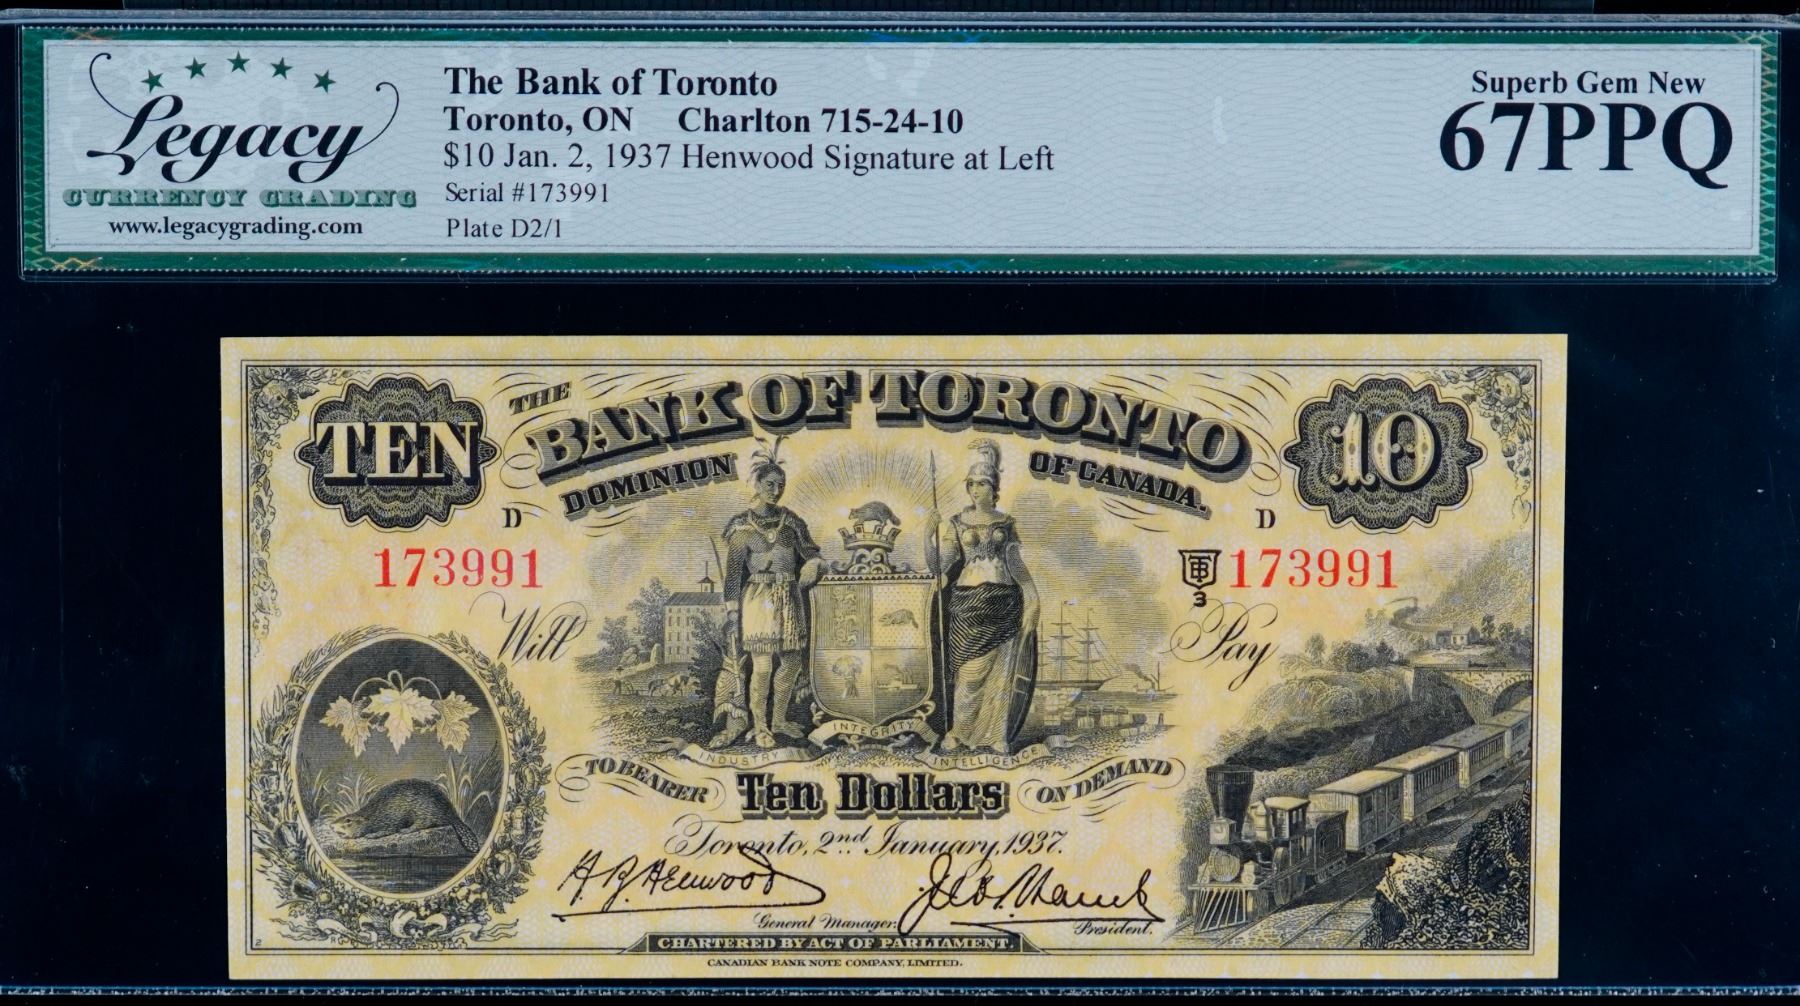 Legacy
CURRENCY GRADING
www.legacygrading.com
The Bank of Toronto
Toronto, ON Charlton 715-24-10
$10 Jan. 2, 1937 Henwood Signature at Left
Serial #173991
Plate D2/1
Superb Gem New
67PPQ
THE
BANK OF TORONTO
DOMINION OF CANADA.
TEN
10
D D
173991 173991
3
Will Pay
INDUSTRY INTEGRITY INTELLIGENCE
TO BEARER Ten Dollars ON DEMAND
Toronto, 2nd January, 1937.
H B Henwood
General Manager.
President.
CHARTERED BY ACT OF PARLIAMENT.
CANADIAN BANK NOTE COMPANY, LIMITED.
2